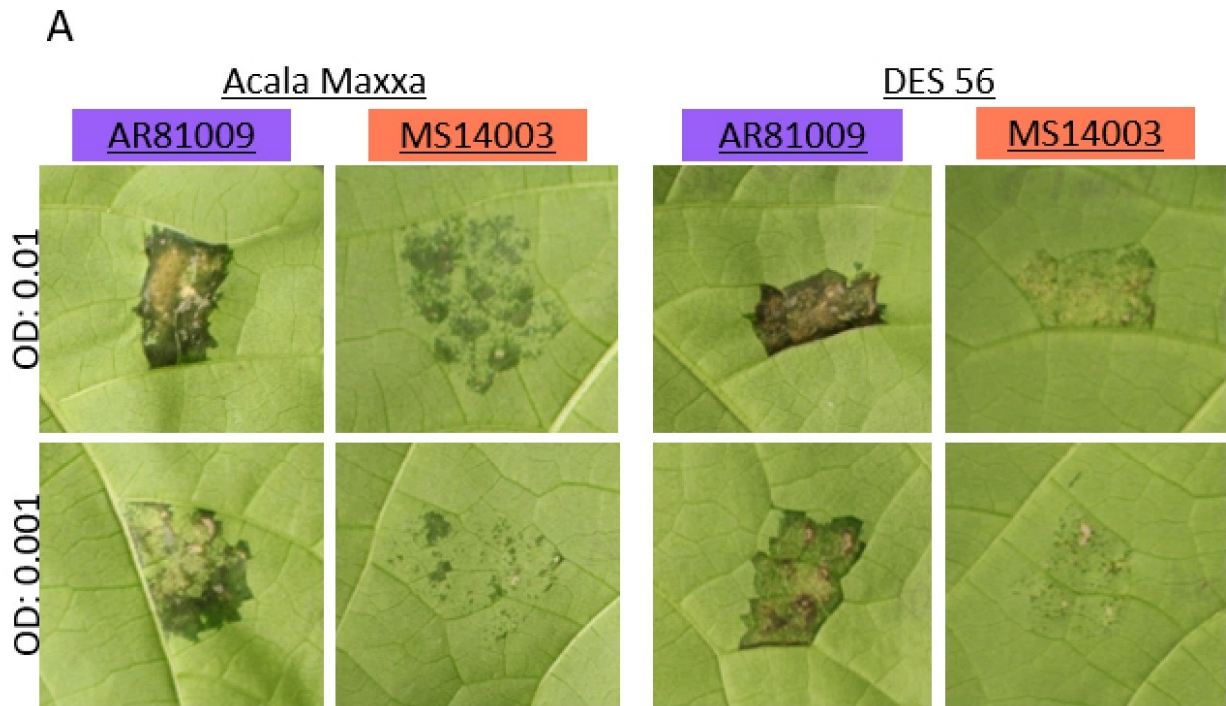 A
Acala Maxxa
DES 56
AR81009
MS14003
AR81009
MS14003
OD: 0.01
OD: 0.001